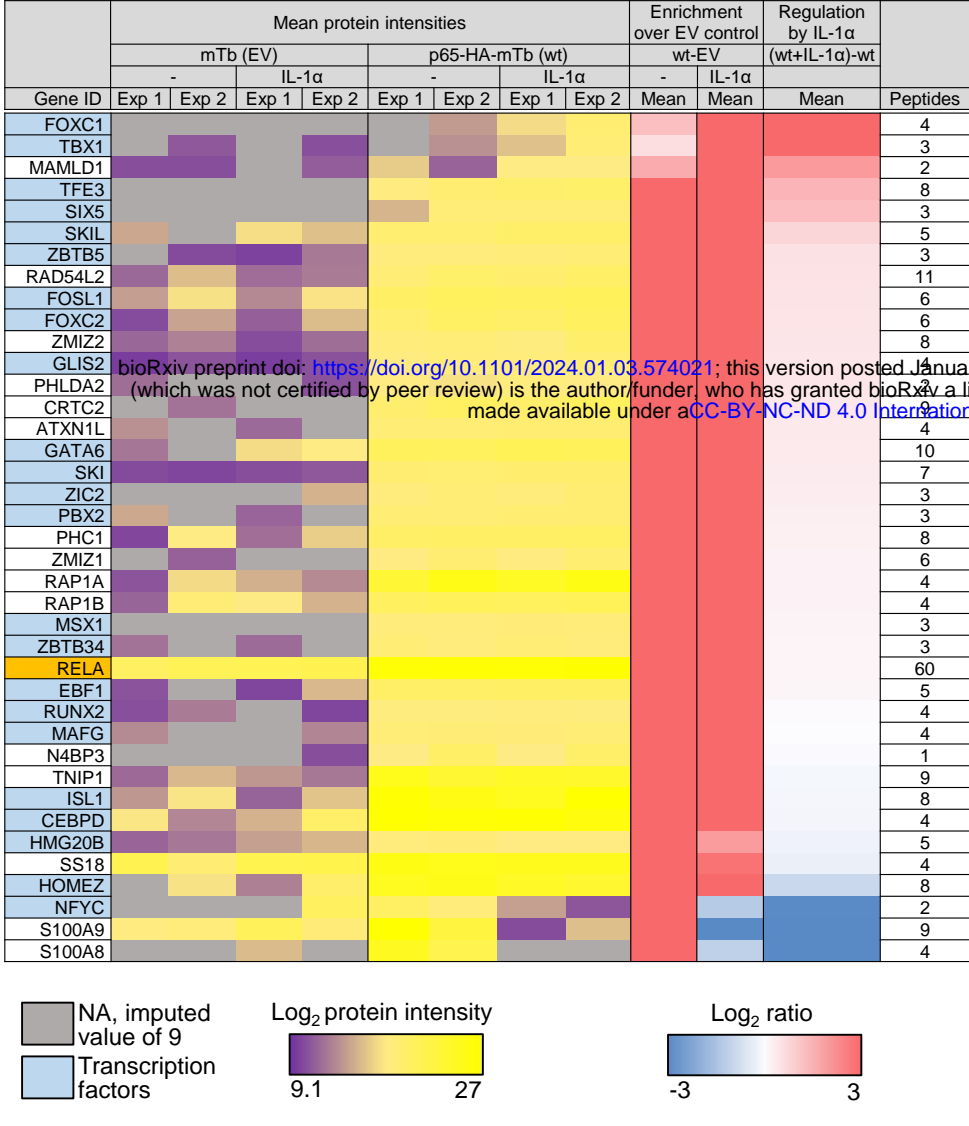 Mean protein intensities
Enrichment over EV control
Regulation by IL-1α
mTb (EV) p65-HA-mTb (wt) wt-EV (wt+IL-1α)-wt
- IL-1α - IL-1α - IL-1α
Gene ID Exp 1 Exp 2 Exp 1 Exp 2 Exp 1 Exp 2 Exp 1 Exp 2 Mean Mean Mean Peptides
FOXC1 4
TBX1 3
MAMLD1 2
TFE3 8
SIX5 3
SKIL 5
ZBTB5 3
RAD54L2 11
FOSL1 6
FOXC2 6
ZMIZ2 8
GLIS2 4
bioRxiv preprint doi: https://doi.org/10.1101/2024.01.03.574021; this version posted Janua
PHLDA2 2
(which was not certified by peer review) is the author/funder, who has granted bioRxiv a li
CRTC2
made available under aCC-BY-NC-ND 4.0 Internation
ATXN1L 4
GATA6 10
SKI 7
ZIC2 3
PBX2 3
PHC1 8
ZMIZ1 6
RAP1A 4
RAP1B 4
MSX1 3
ZBTB34 3
RELA 60
EBF1 5
RUNX2 4
MAFG 4
N4BP3 1
TNIP1 9
ISL1 8
CEBPD 4
HMG20B 5
SS18 4
HOMEZ 8
NFYC 2
S100A9 9
S100A8 4
NA, imputed value of 9
Transcription factors
Log2 protein intensity
9.1 27
Log2 ratio
-3 3